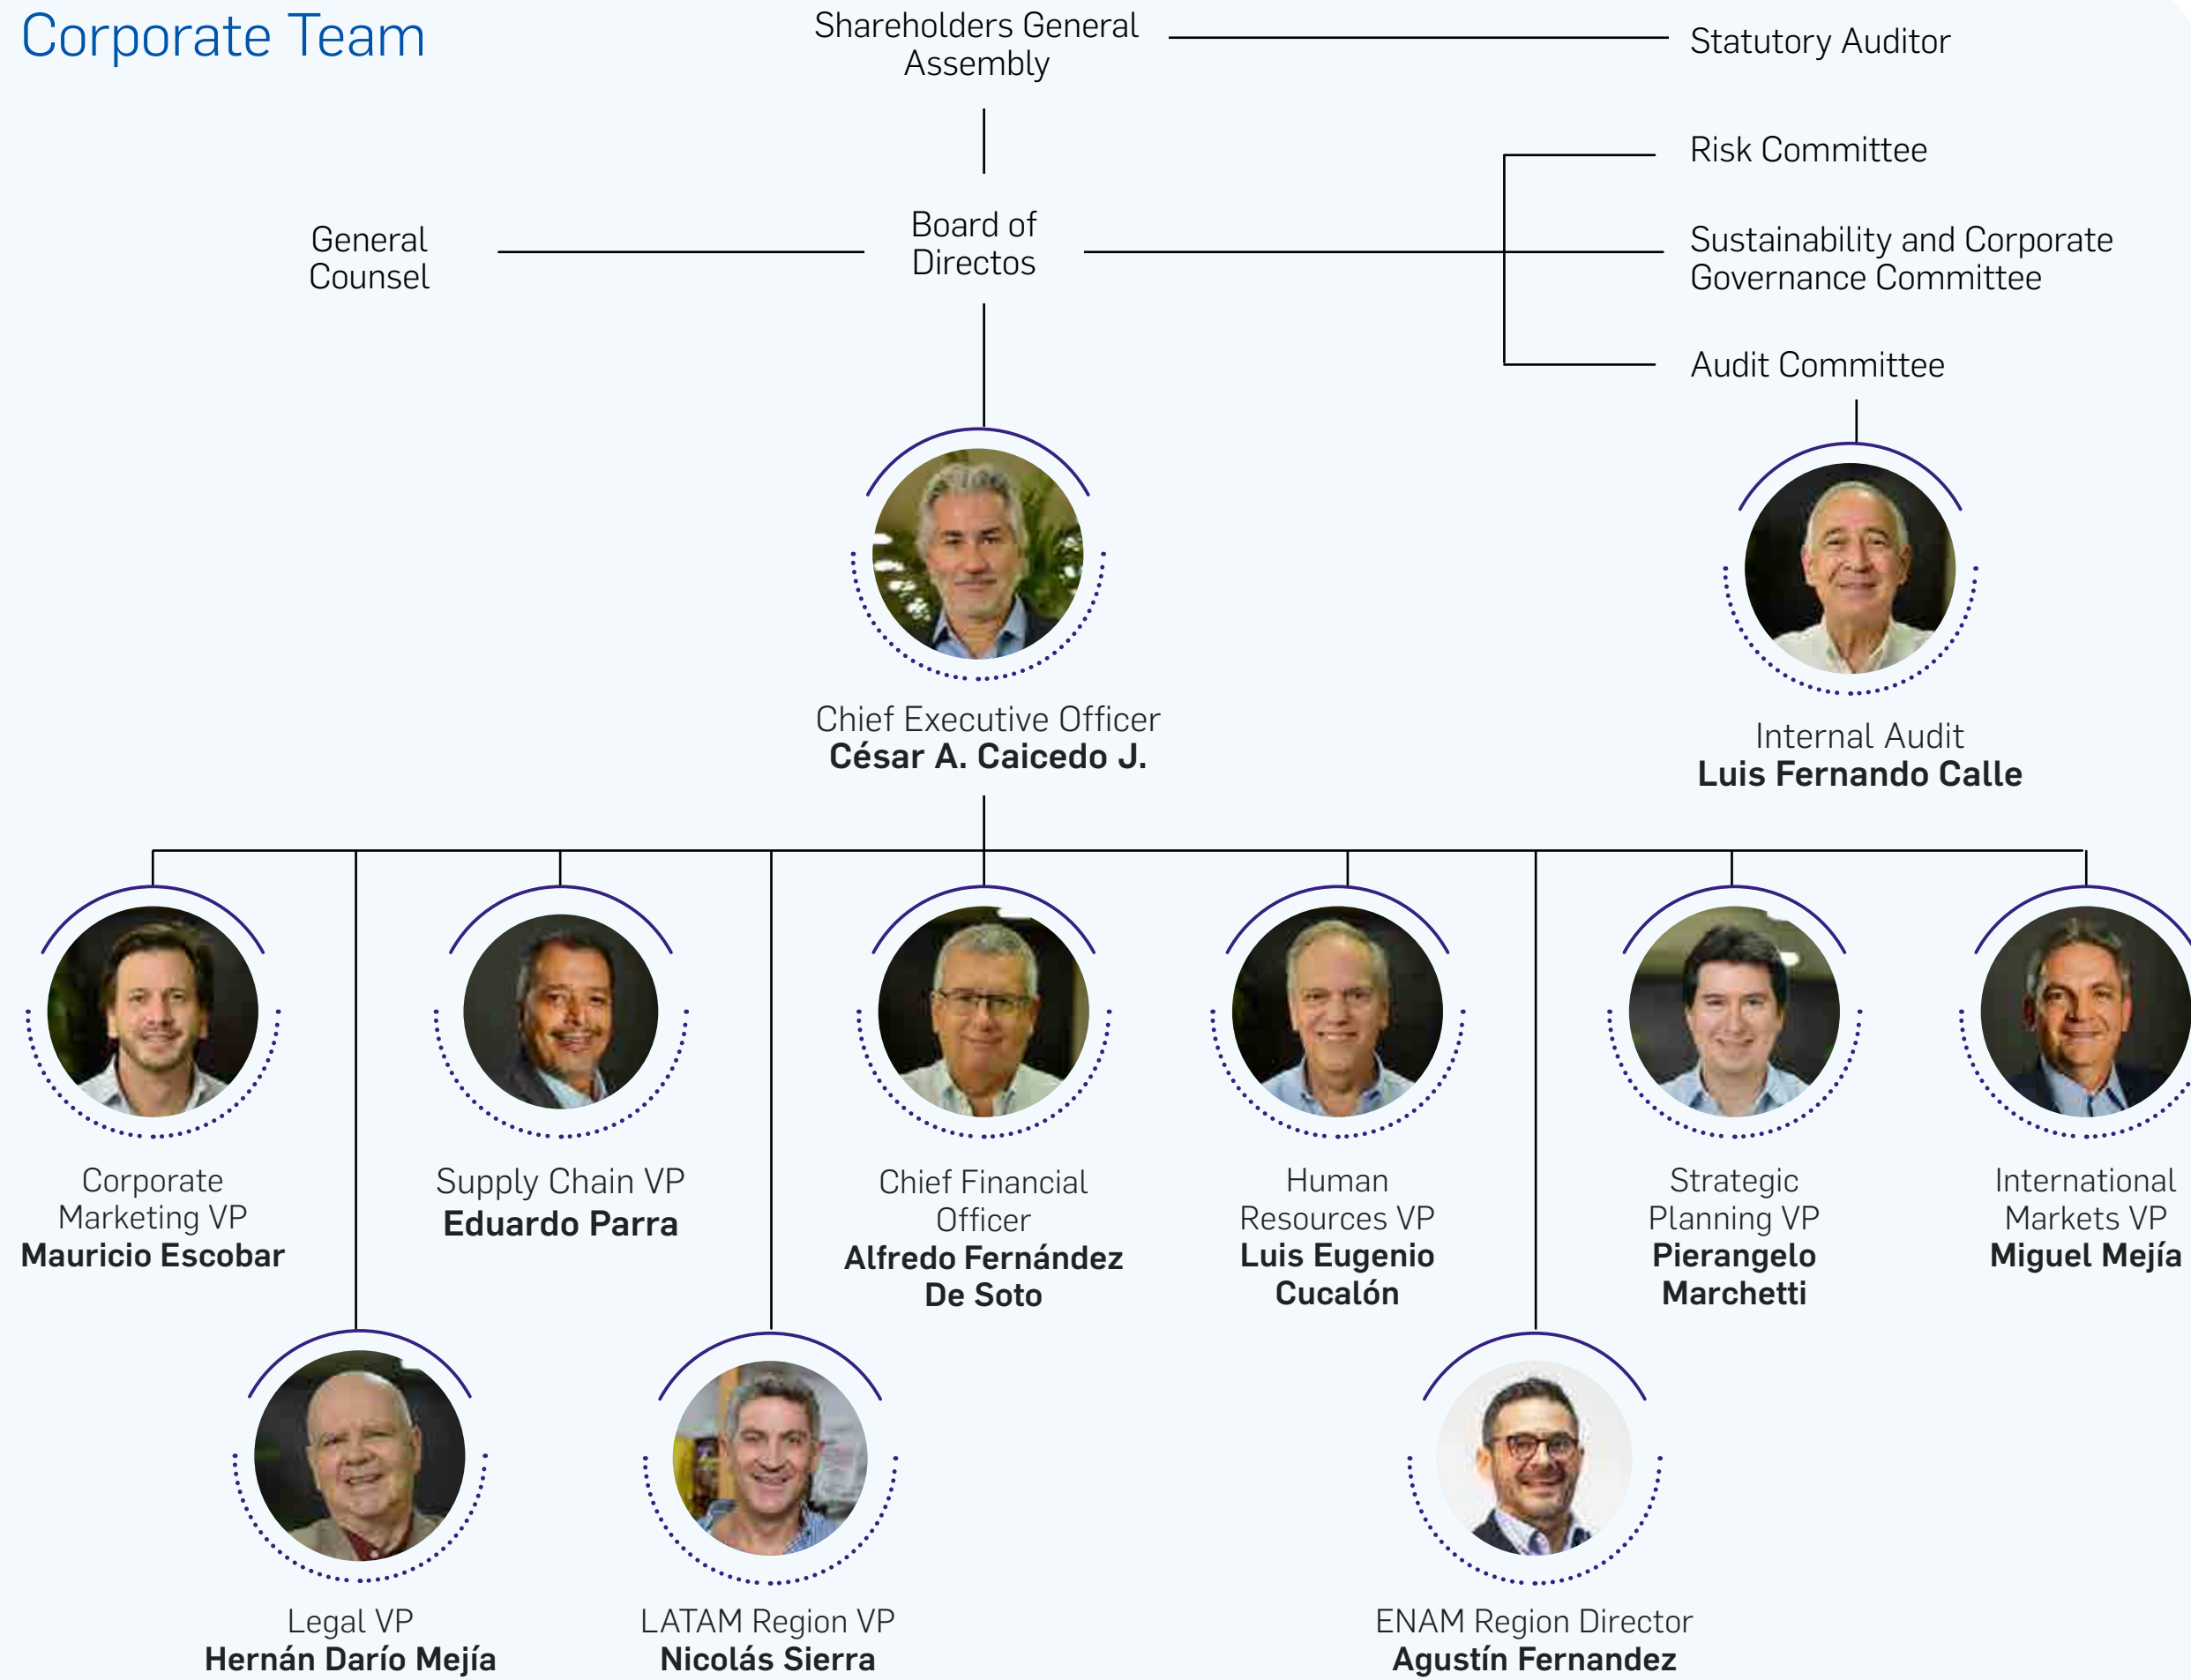 Corporate Team
Shareholders General
Assembly
Statutory Auditor
Risk Committee
General
Counsel
Board of
Directos
Sustainability and Corporate
Governance Committee
Audit Committee
Chief Executive Officer
César A. Caicedo J.
Internal Audit
Luis Fernando Calle
Corporate
Marketing VP
Mauricio Escobar
Supply Chain VP
Eduardo Parra
Chief Financial
Officer
Alfredo Fernández
De Soto
Human
Resources VP
Luis Eugenio
Cucalón
Strategic
Planning VP
Pierangelo
Marchetti
International
Markets VP
Miguel Mejía
Legal VP
Hernán Darío Mejía
LATAM Region VP
Nicolás Sierra
ENAM Region Director
Agustín Fernandez